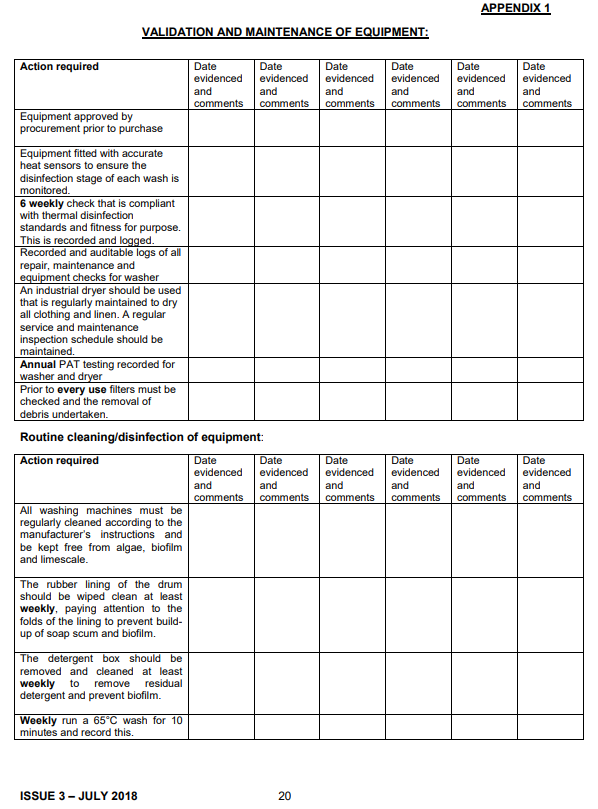 APPENDIX 1
VALIDATION AND MAINTENANCE OF EQUIPMENT:
Action required
Date evidenced and comments
Date evidenced and comments
Date evidenced and comments
Date evidenced and comments
Date evidenced and comments
Date evidenced and comments
Equipment approved by
procurement prior to purchase
Equipment fitted with accurate
heat sensors to ensure the
disinfection stage of each wash is
monitored.
6 weekly check that is compliant
with thermal disinfection
standards and fitness for purpose.
This is recorded and logged.
Recorded and auditable logs of all
repair, maintenance and
equipment checks for washer
An industrial dryer should be used
that is regularly maintained to dry
all clothing and linen. A regular
service and maintenance
inspection schedule should be
maintained.
Annual PAT testing recorded for
washer and dryer
Prior to every use filters must be
checked and the removal of
debris undertaken.
Routine cleaning/disinfection of equipment:
Action required
Date evidenced and comments
Date evidenced and comments
Date evidenced and comments
Date evidenced and comments
Date evidenced and comments
Date evidenced and comments
All washing machines must be
regularly cleaned according to the
manufacturer's instructions and
be kept free from algae, biofilm
and limescale.
The rubber lining of the drum
should be wiped clean at least
weekly, paying attention to the
folds of the lining to prevent build-
up of soap scum and biofilm.
The detergent box should be
removed and cleaned at least
weekly to remove residual
detergent and prevent biofilm.
Weekly run a 65°C wash for 10
minutes and record this.
ISSUE 3 – JULY 2018
20